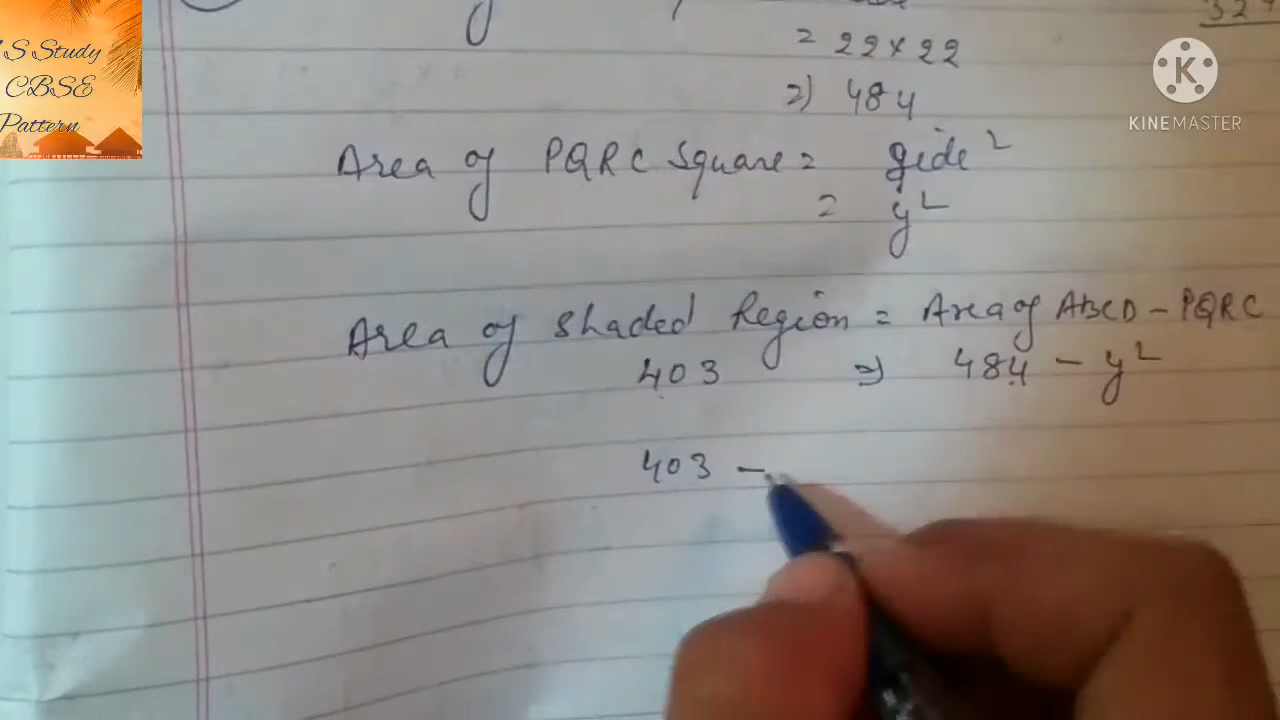 324
= 22 × 22
⇒ 484
Area of PQRC Square = side²
= y²
Area of Shaded Region = Area of ABCD - PQRC
403 ⇒ 484 - y²
403 -
'S Study
CBSE
Pattern
K
KINEMASTER